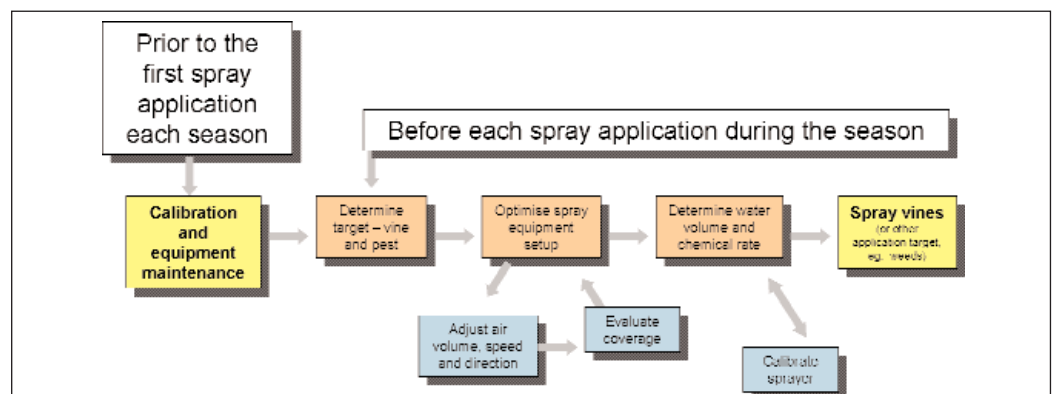 Prior to the
first spray
application
each season
Before each spray application during the season
Calibration
and
equipment
maintenance
Determine
target – vine
and pest
Optimise spray
equipment
setup
Determine water
volume and
chemical rate
Spray vines
(or other
application target,
eg. weeds)
Adjust air
volume, speed
and direction
Evaluate
coverage
Calibrate
sprayer